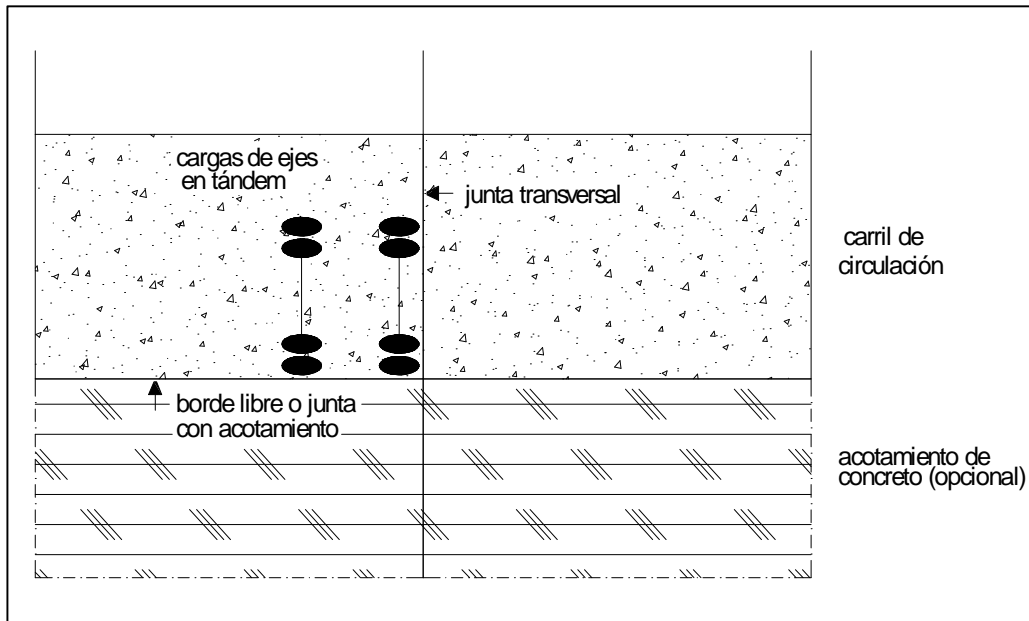 cargas de ejes
en tándem
junta transversal
carril de
circulación
borde libre o junta
con acotamiento
acotamiento de
concreto (opcional)